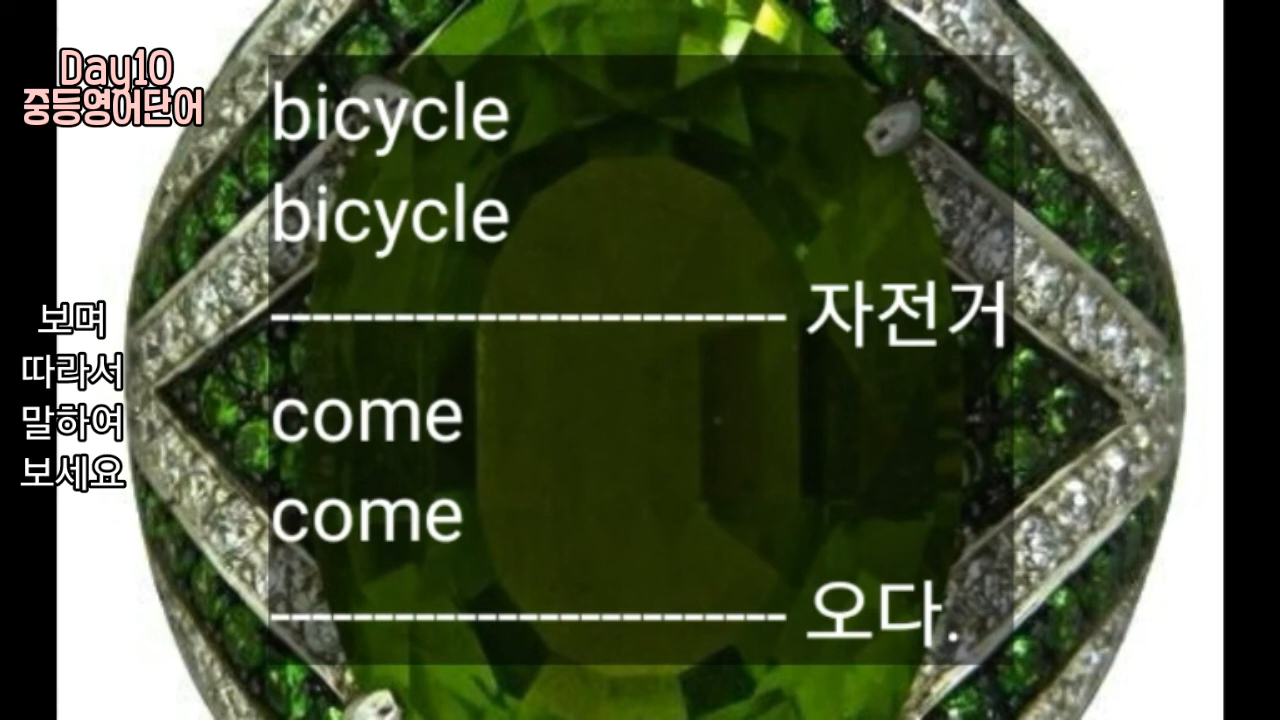 Day10
중등영어단어
보며
따라서
말하여
보세요
bicycle
bicycle
------------------------- 자전거
come
come
------------------------- 오다.